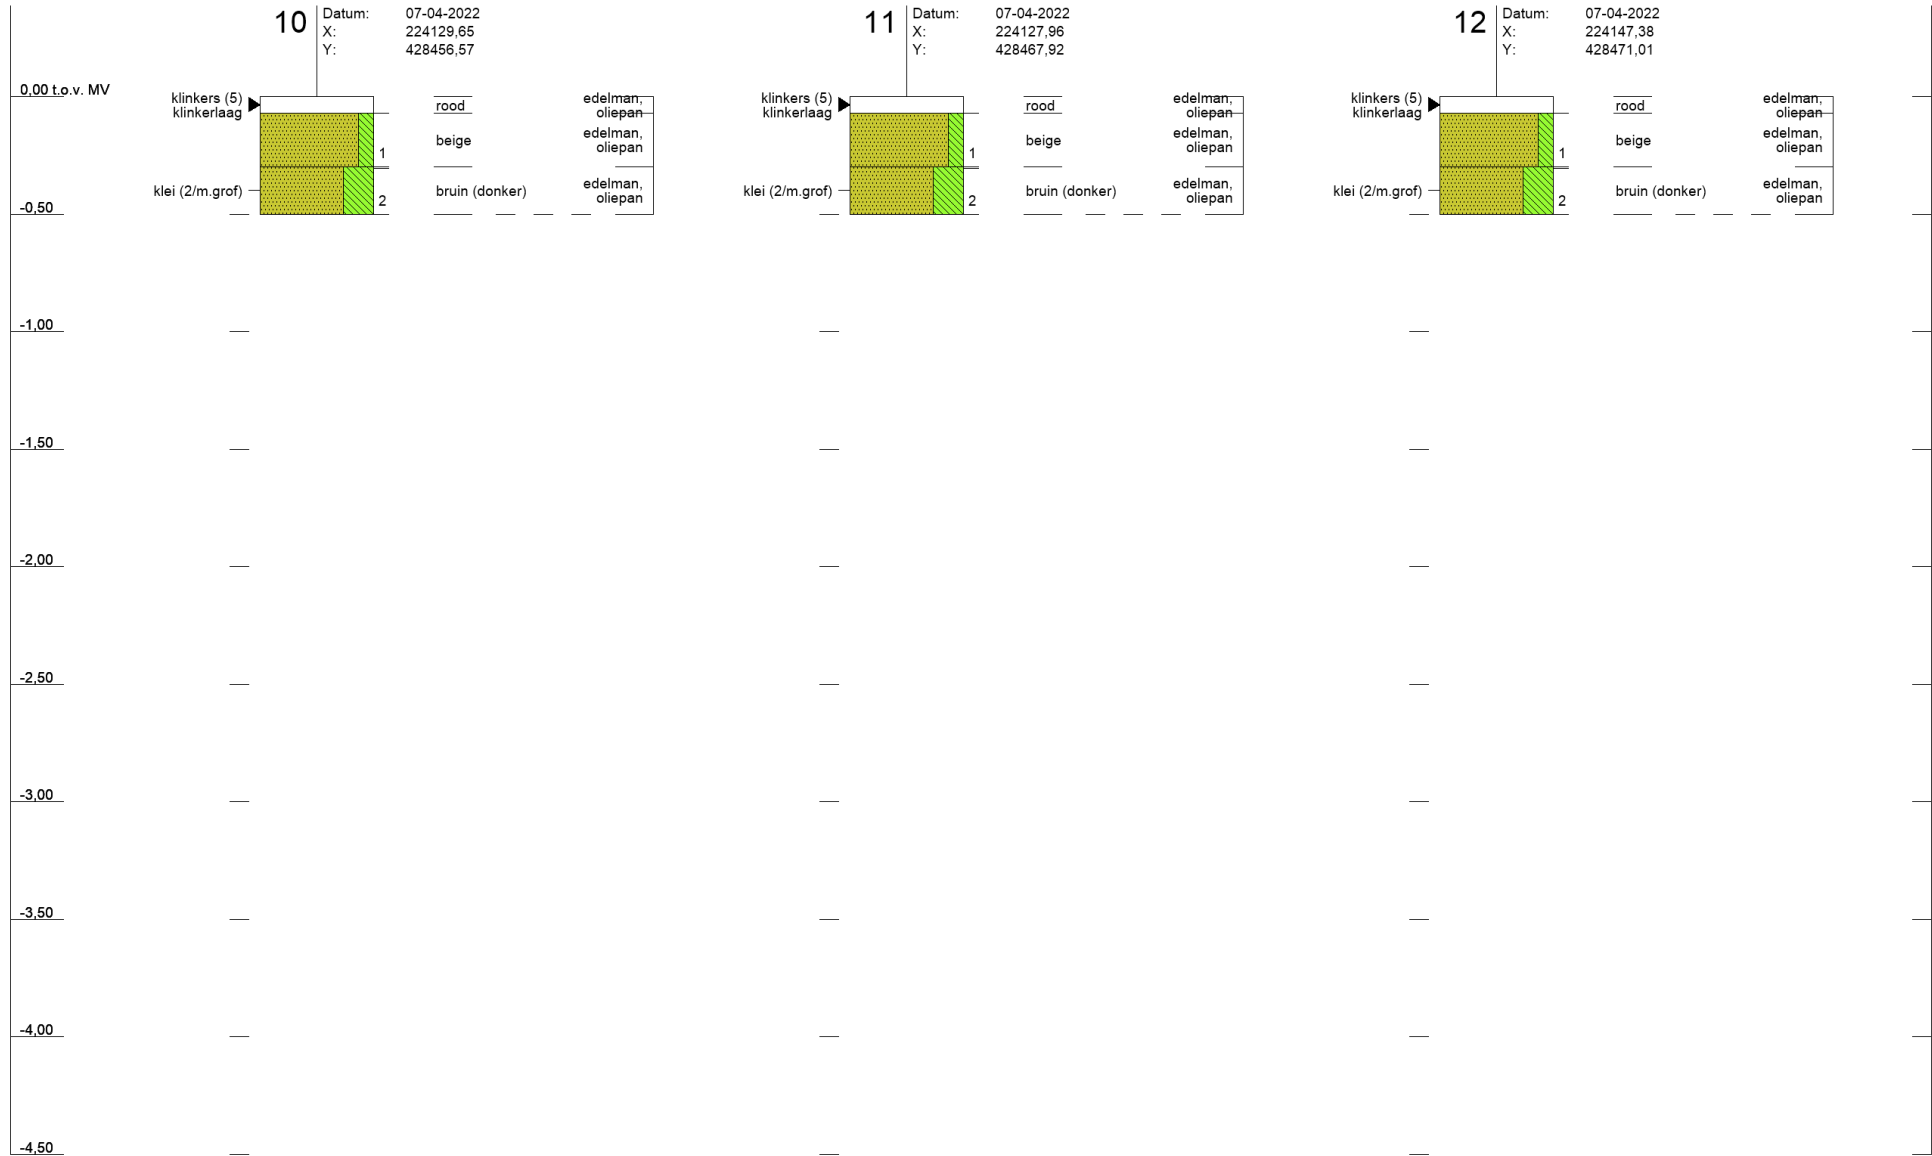 10
Datum: 07-04-2022
X: 224129,65
Y: 428456,57
11
Datum: 07-04-2022
X: 224127,96
Y: 428467,92
12
Datum: 07-04-2022
X: 224147,38
Y: 428471,01
0,00 t.o.v. MV
-0,50
-1,00
-1,50
-2,00
-2,50
-3,00
-3,50
-4,00
-4,50
klinkers (5)
klinkerlaag
klei (2/m.grof)
1
2
rood
beige
bruin (donker)
edelman,
oliepan
edelman,
oliepan
edelman,
oliepan
klinkers (5)
klinkerlaag
klei (2/m.grof)
1
2
rood
beige
bruin (donker)
edelman,
oliepan
edelman,
oliepan
edelman,
oliepan
klinkers (5)
klinkerlaag
klei (2/m.grof)
1
2
rood
beige
bruin (donker)
edelman,
oliepan
edelman,
oliepan
edelman,
oliepan